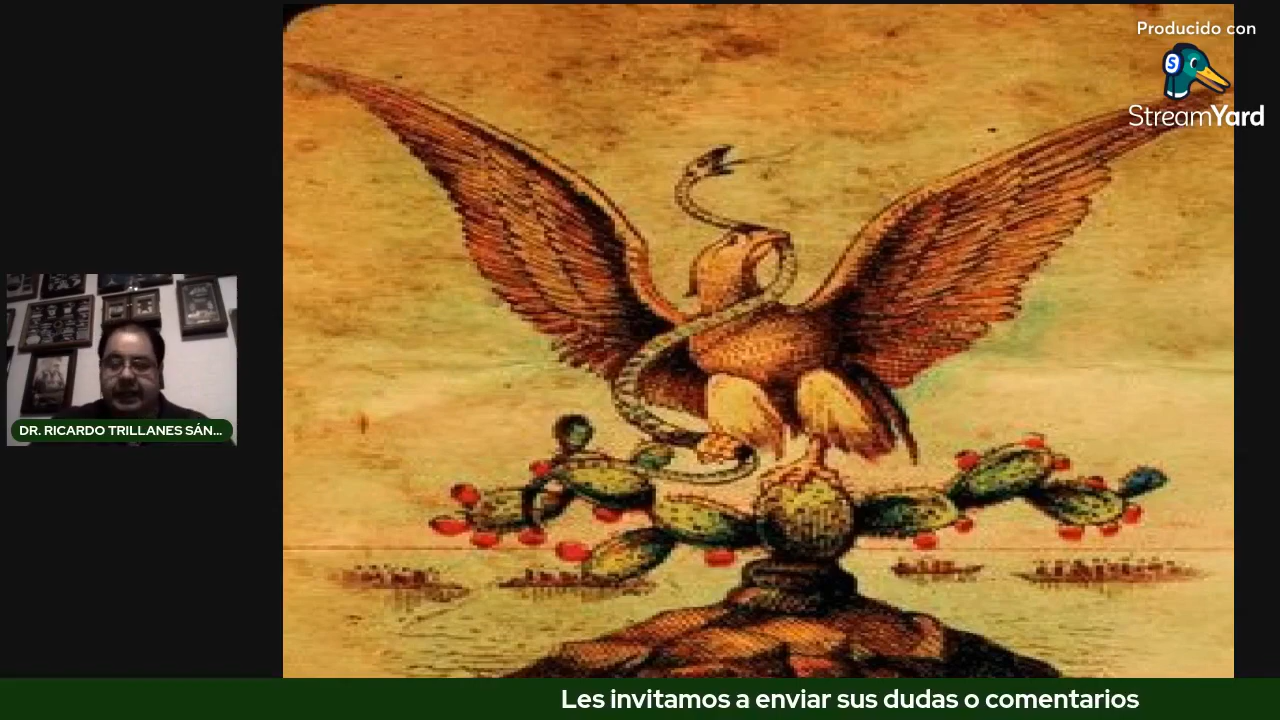 Producido con
S
StreamYard
DR. RICARDO TRILLANES SÁN...
Les invitamos a enviar sus dudas o comentarios